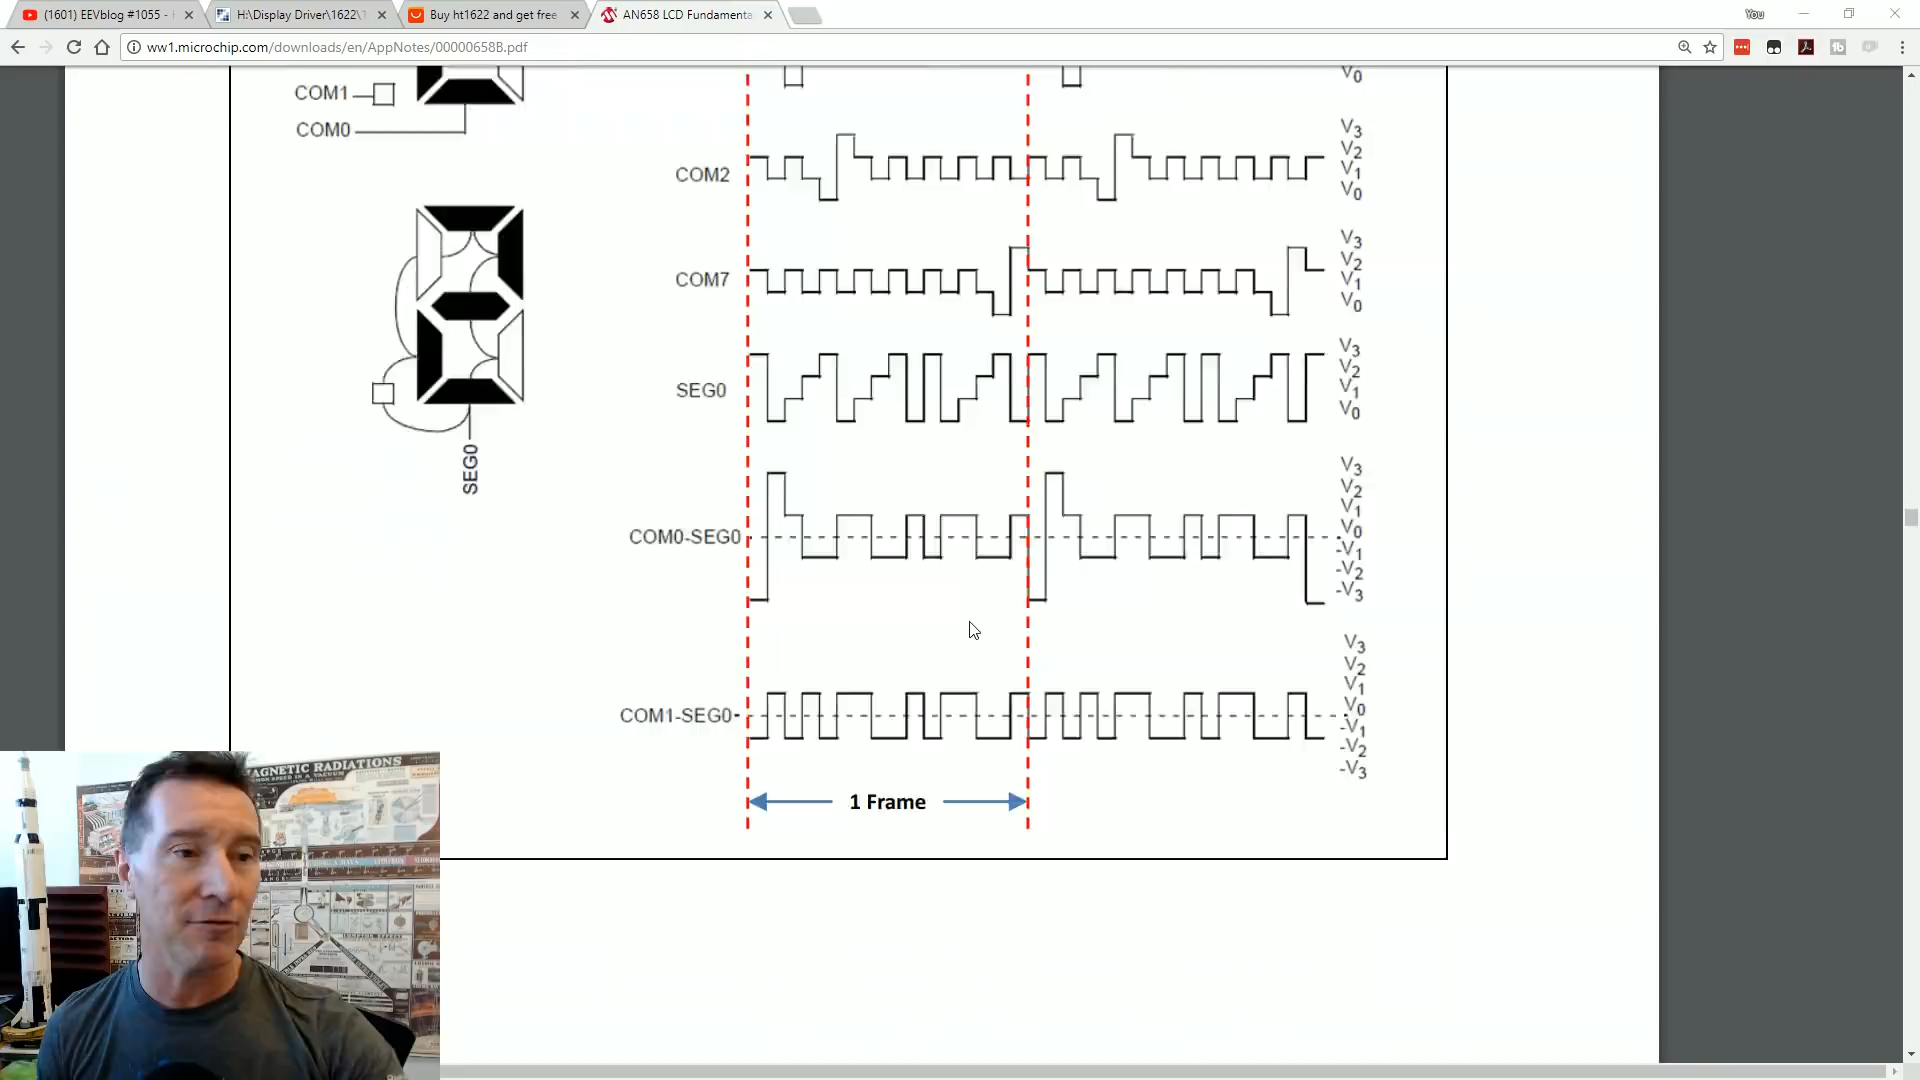 (1601) EEVblog #1055 -
H:\Display Driver\1622\
Buy ht1622 and get free
AN658 LCD Fundamenta
You
ww1.microchip.com/downloads/en/AppNotes/00000658B.pdf
COM1
COM0
V0
COM2
V3
V2
V1
V0
COM7
V3
V2
V1
V0
SEG0
V3
V2
V1
V0
SEG0
COM0-SEG0
V3
V2
V1
V0
-V1
-V2
-V3
COM1-SEG0
V3
V2
V1
V0
-V1
-V2
-V3
1 Frame
MAGNETIC RADIATIONS